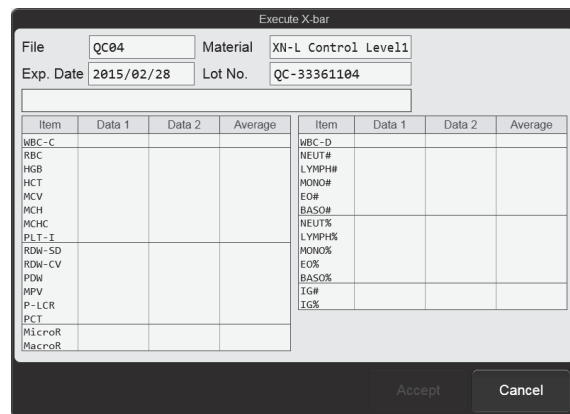 Execute X-bar
File QC04 Material XN-L Control Level1
Exp. Date 2015/02/28 Lot No. QC-33361104
Item Data 1 Data 2 Average
WBC-C
RBC
HGB
HCT
MCV
MCH
MCHC
PLT-I
RDW-SD
RDW-CV
PDW
MPV
P-LCR
PCT
MicroR
MacroR
Item Data 1 Data 2 Average
WBC-D
NEUT#
LYMPH#
MONO#
EO#
BASO#
NEUT%
LYMPH%
MONO%
EO%
BASO%
IG#
IG%
Accept Cancel